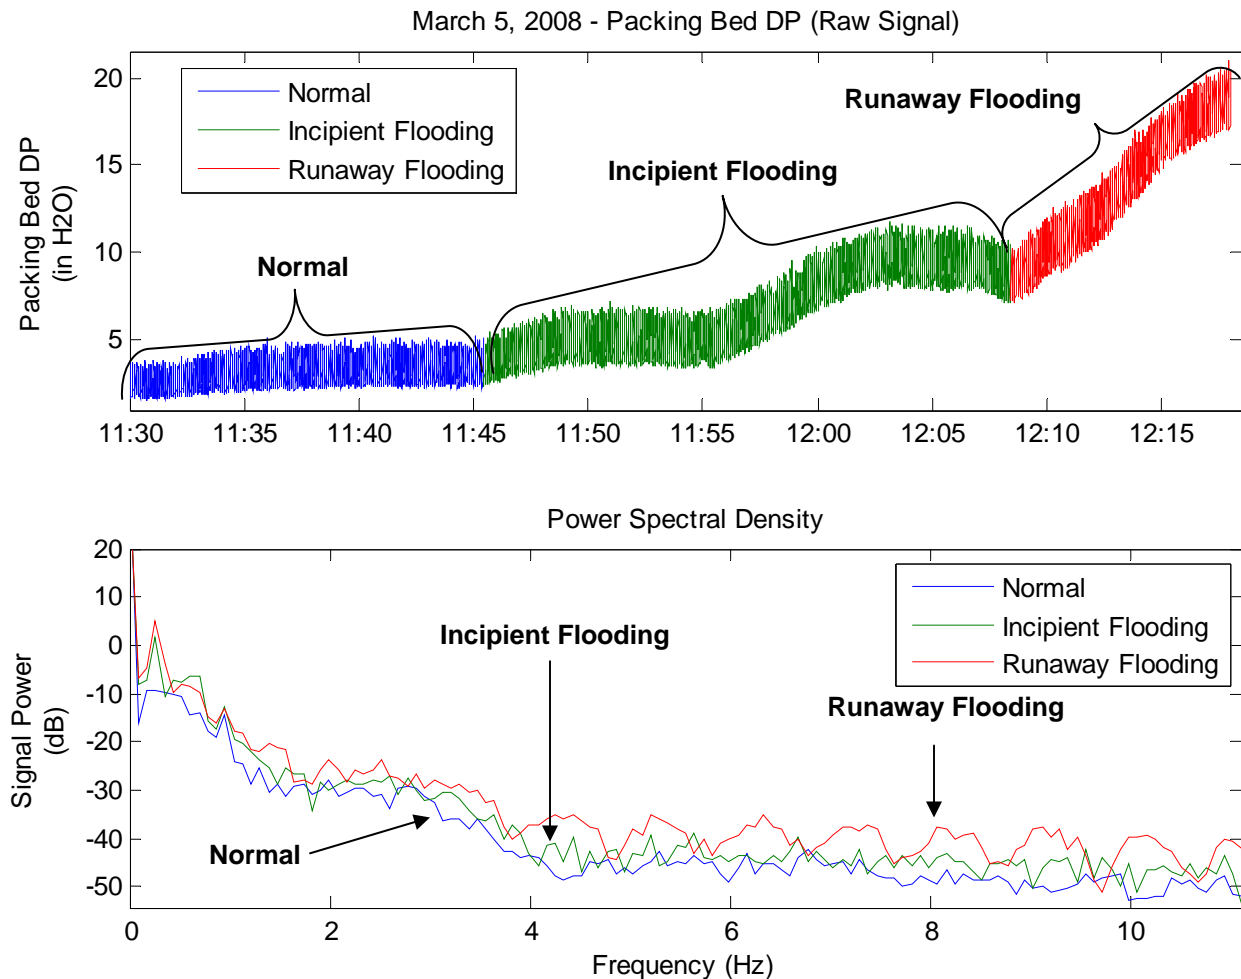 March 5, 2008 - Packing Bed DP (Raw Signal)
Packing Bed DP
(in H2O)
20
15
10
5
Normal
Incipient Flooding
Runaway Flooding
Normal
Incipient Flooding
Runaway Flooding
11:30
11:35
11:40
11:45
11:50
11:55
12:00
12:05
12:10
12:15
Power Spectral Density
Signal Power
(dB)
20
10
0
-10
-20
-30
-40
-50
Normal
Incipient Flooding
Runaway Flooding
Incipient Flooding
Runaway Flooding
Normal
0
2
4
6
8
10
Frequency (Hz)